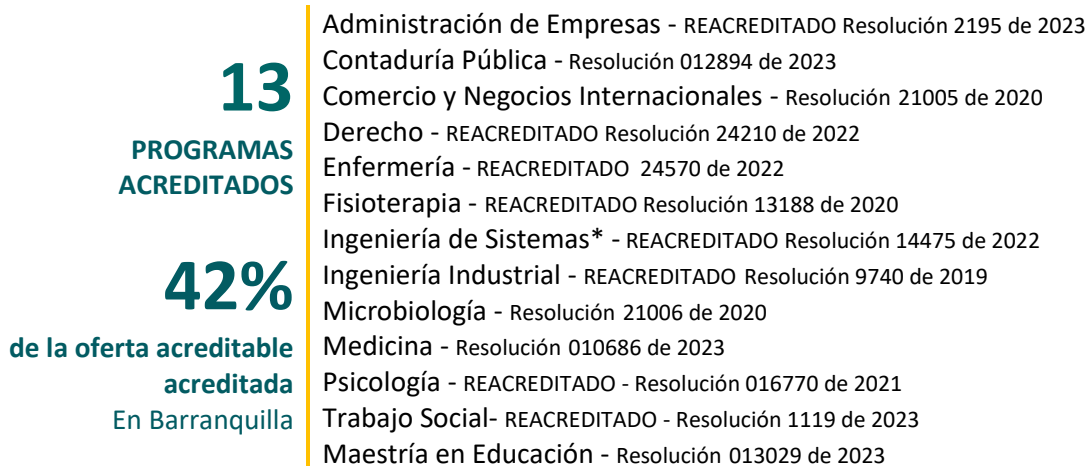 13
PROGRAMAS
ACREDITADOS
42%
de la oferta acreditable
acreditada
En Barranquilla
Administración de Empresas - REACREDITADO Resolución 2195 de 2023
Contaduría Pública - Resolución 012894 de 2023
Comercio y Negocios Internacionales - Resolución 21005 de 2020
Derecho - REACREDITADO Resolución 24210 de 2022
Enfermería - REACREDITADO 24570 de 2022
Fisioterapia - REACREDITADO Resolución 13188 de 2020
Ingeniería de Sistemas* - REACREDITADO Resolución 14475 de 2022
Ingeniería Industrial - REACREDITADO Resolución 9740 de 2019
Microbiología - Resolución 21006 de 2020
Medicina - Resolución 010686 de 2023
Psicología - REACREDITADO - Resolución 016770 de 2021
Trabajo Social- REACREDITADO - Resolución 1119 de 2023
Maestría en Educación - Resolución 013029 de 2023